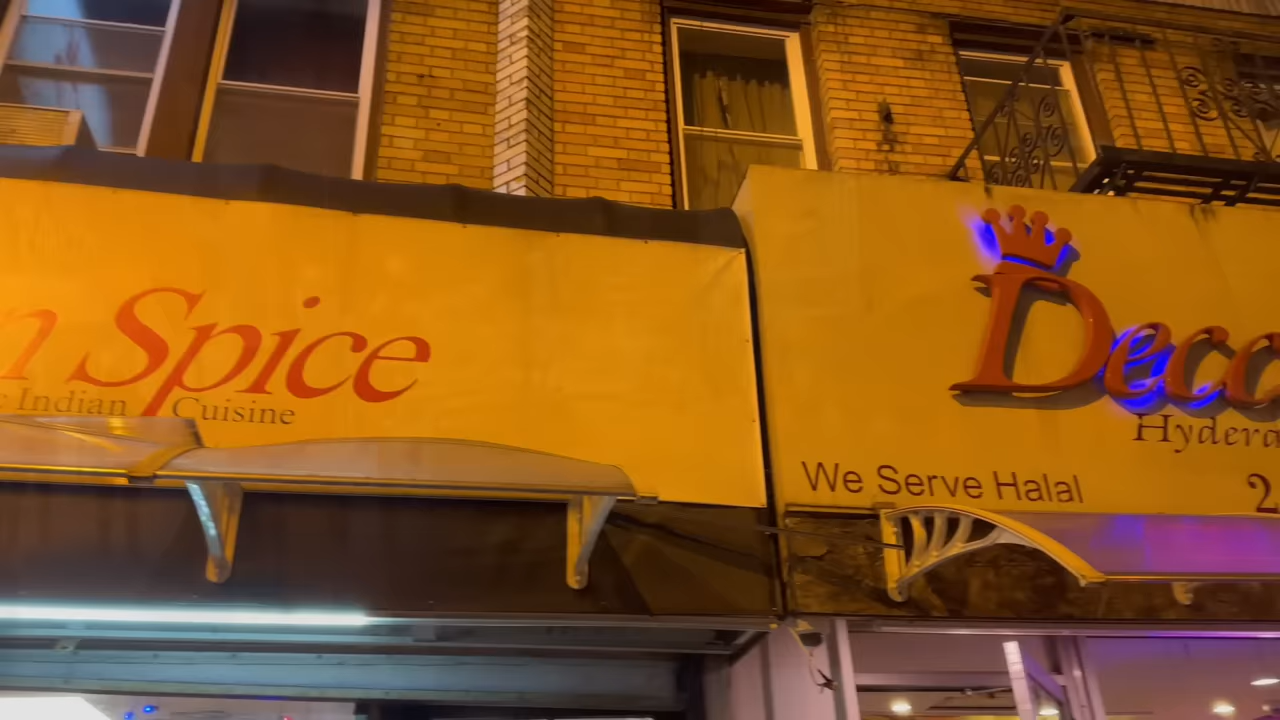 Spice
Indian Cuisine
Decc
Hydera
We Serve Halal
2